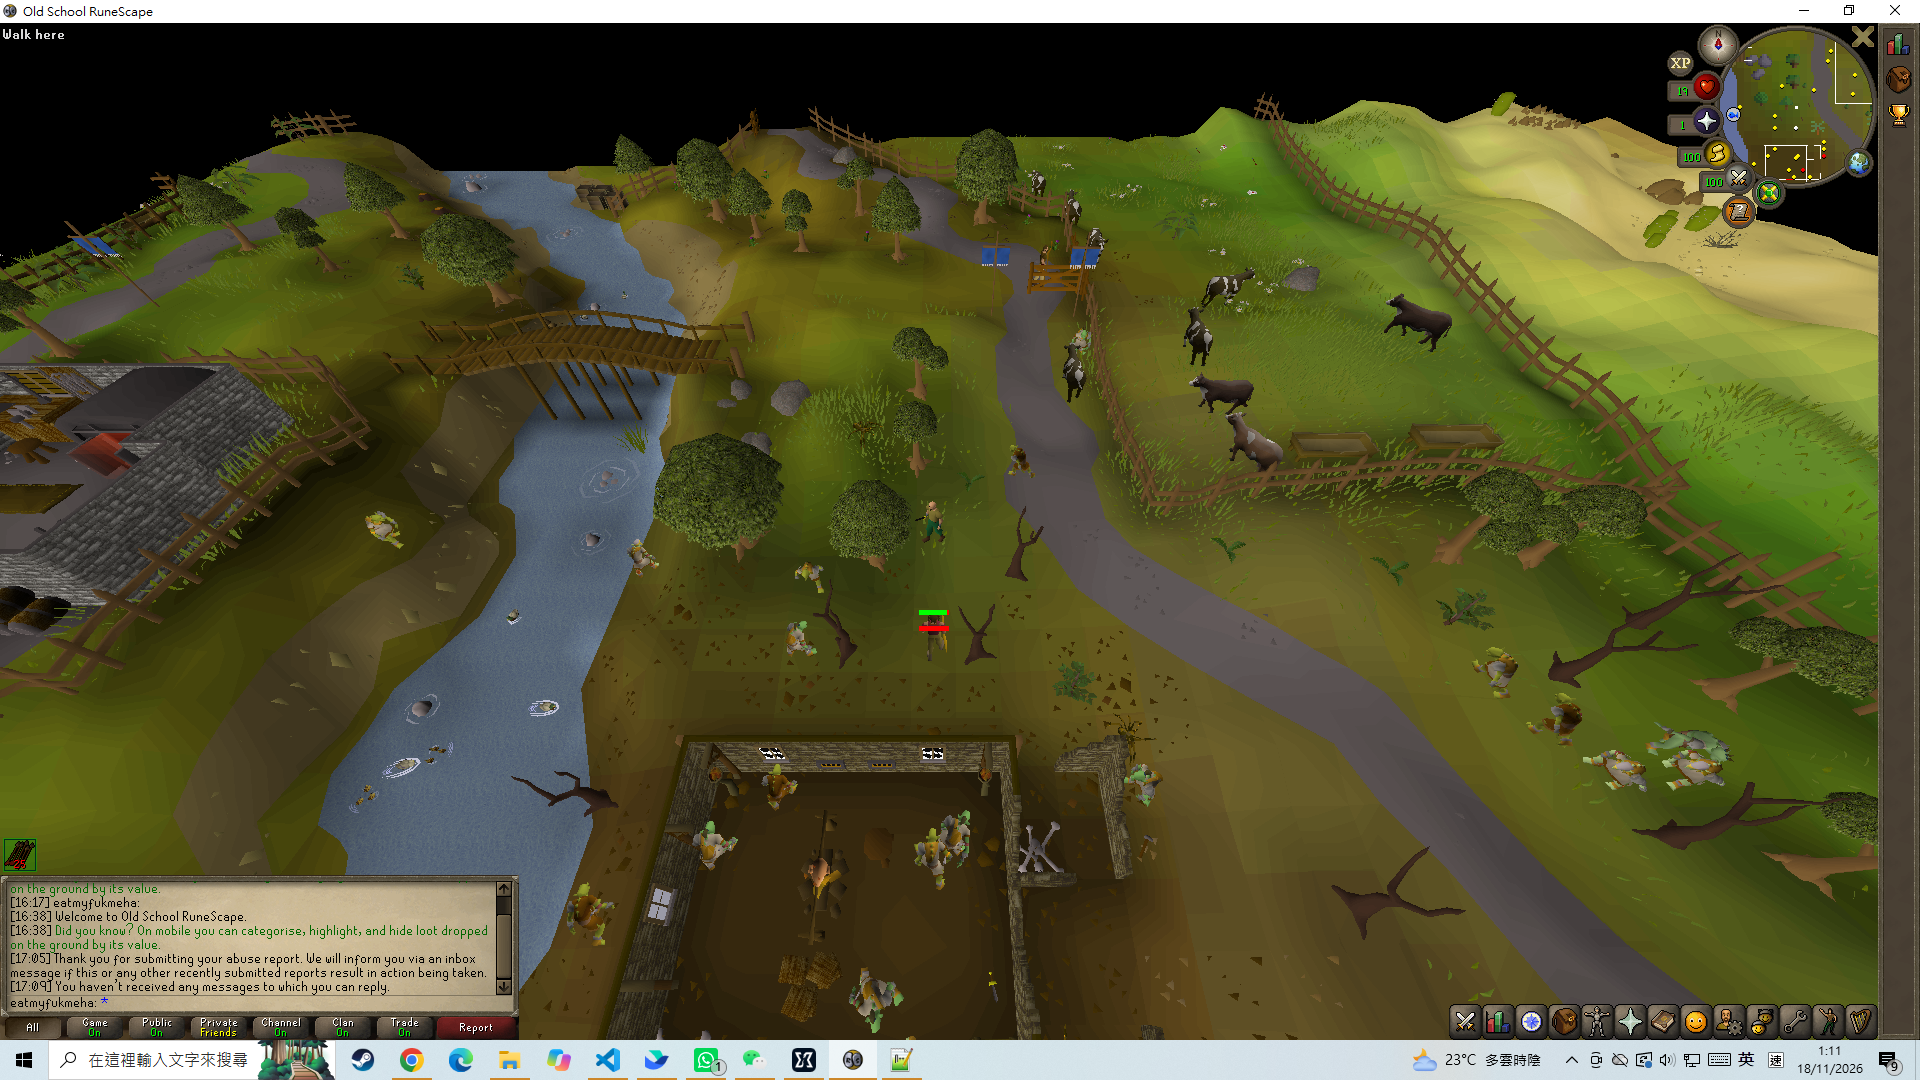 Old School RuneScape
Walk here
N
XP
19
1
100
100
25
on the ground by its value.
[16:17] eatmyfukmeha:
[16:38] Welcome to Old School RuneScape.
[16:38] Did you know? On mobile you can categorise, highlight, and hide loot dropped
on the ground by its value.
[17:05] Thank you for submitting your abuse report. We will inform you via an inbox
message if this or any other recently submitted reports result in action being taken.
[17:09] You haven't received any messages to which you can reply.
eatmyfukmeha: *
All
Game
On
Public
On
Private
Friends
Channel
On
Clan
On
Trade
On
Report
在這裡輸入文字來搜尋
1
23°C 多雲時陰
英
速
1:11
18/11/2026
9